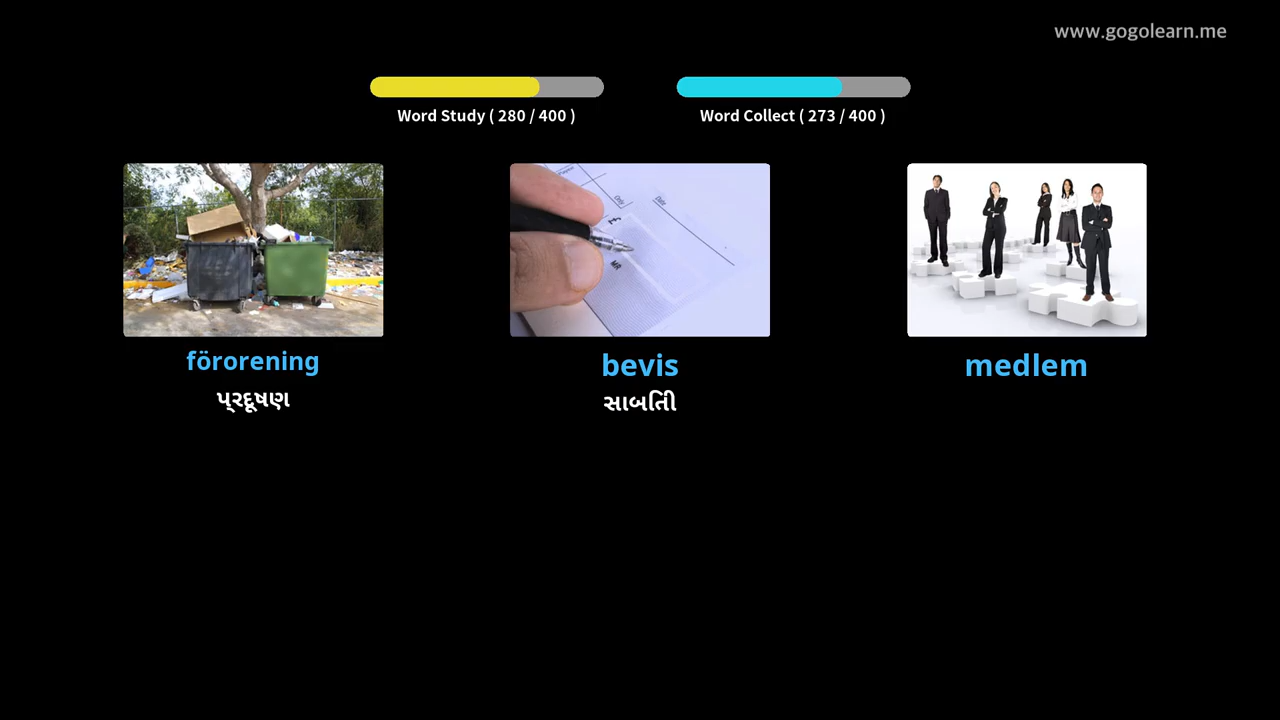 www.gogolearn.me
Word Study ( 280 / 400 )
Word Collect ( 273 / 400 )
förorening
bevis
medlem
પ્રદૂષણ
સાબિતી